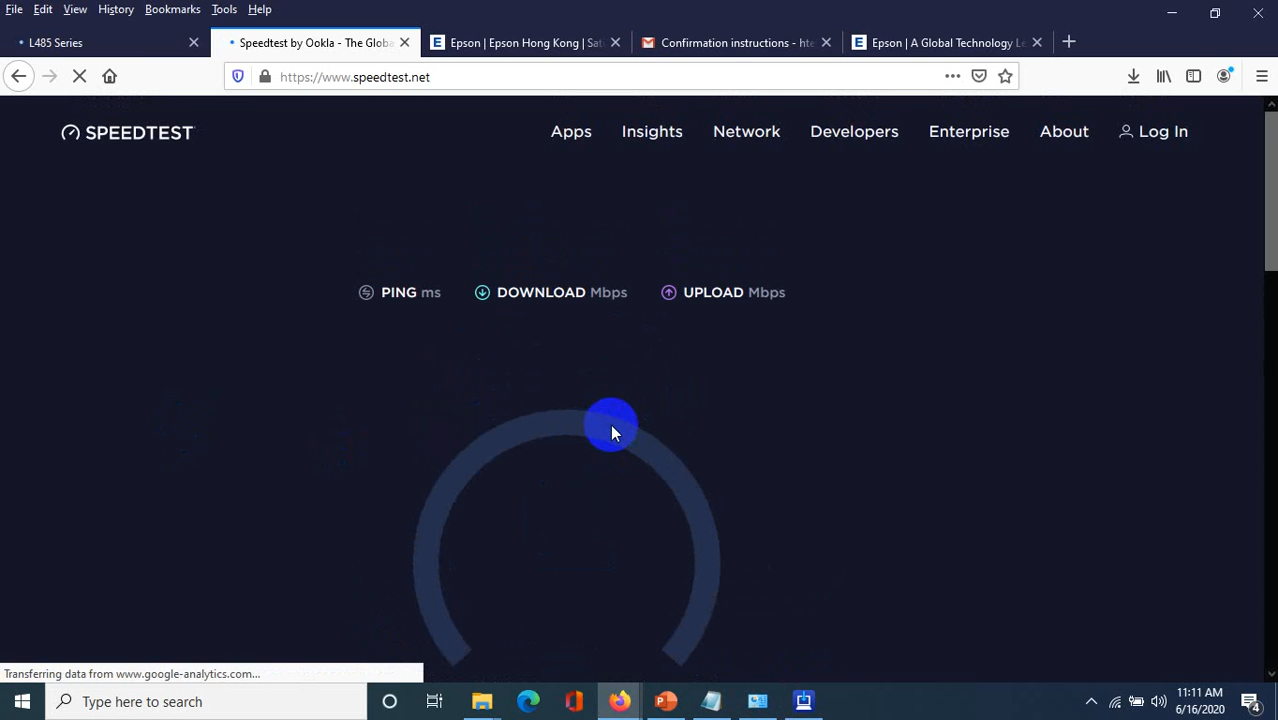 File Edit View History Bookmarks Tools Help
L485 Series
Speedtest by Ookla - The Globa
Epson | Epson Hong Kong | Sat
Confirmation instructions - hte
Epson | A Global Technology Le
https://www.speedtest.net
SPEEDTEST
Apps Insights Network Developers Enterprise About Log In
PING ms DOWNLOAD Mbps UPLOAD Mbps
Transferring data from www.google-analytics.com...
Type here to search
11:11 AM
6/16/2020
4